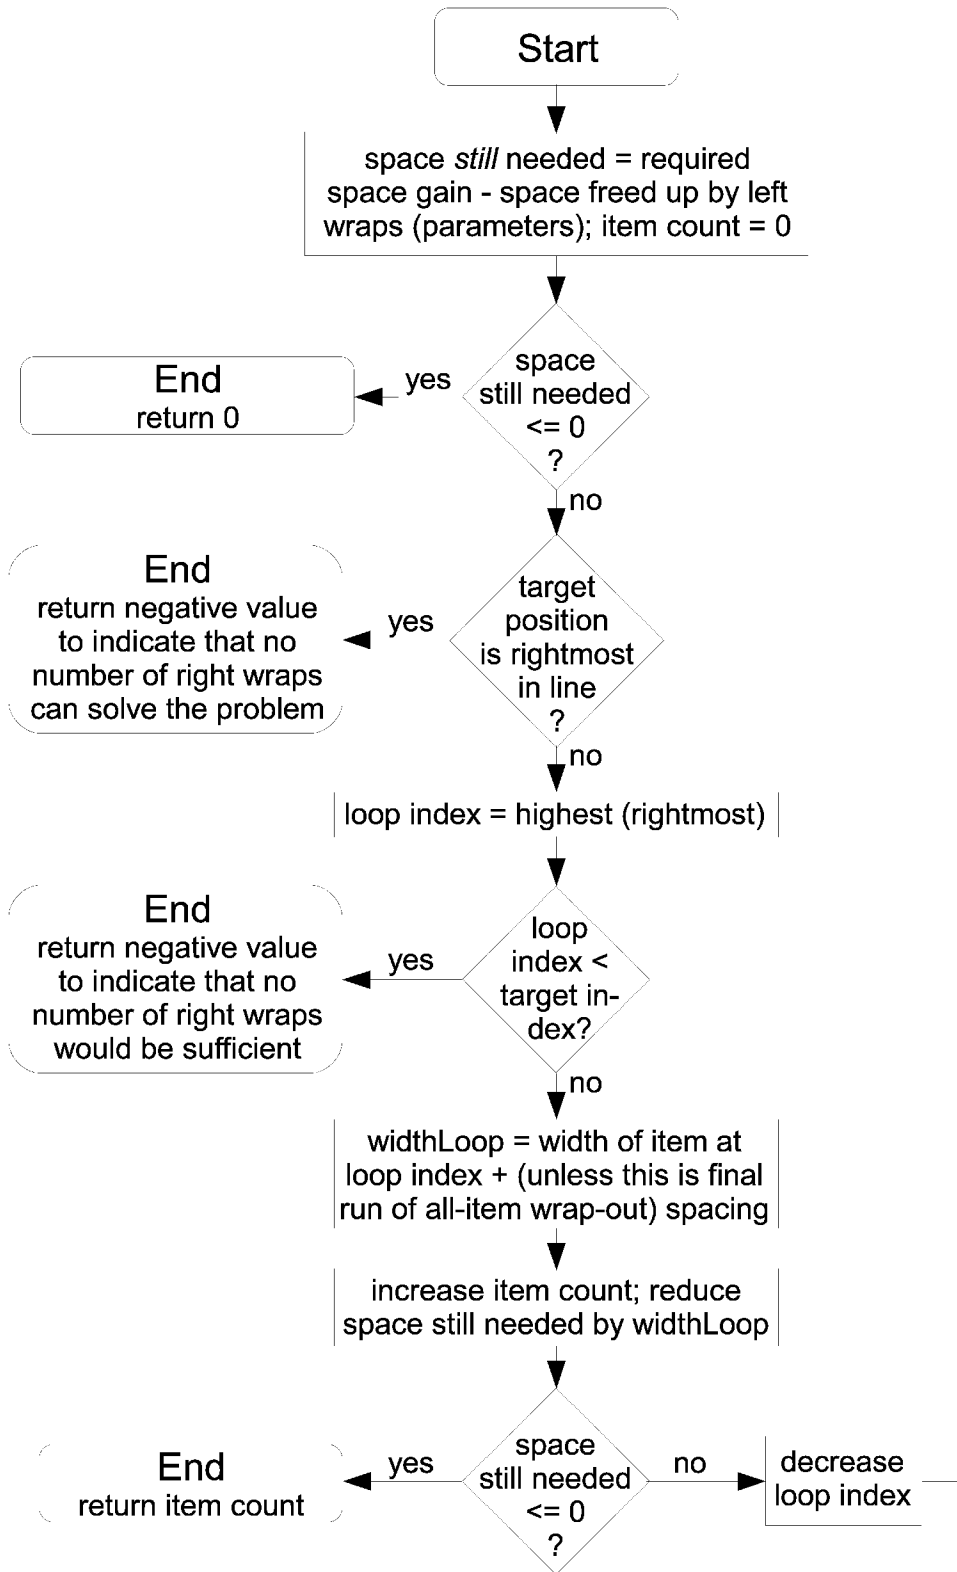 Start
space still needed = required
space gain - space freed up by left
wraps (parameters); item count = 0
space
still needed
<= 0
?
yes
End
return 0
no
target
position
is rightmost
in line
?
yes
End
return negative value
to indicate that no
number of right wraps
can solve the problem
no
loop index = highest (rightmost)
loop
index <
target in-
dex?
yes
End
return negative value
to indicate that no
number of right wraps
would be sufficient
no
widthLoop = width of item at
loop index + (unless this is final
run of all-item wrap-out) spacing
increase item count; reduce
space still needed by widthLoop
space
still needed
<= 0
?
yes
End
return item count
no
decrease
loop index